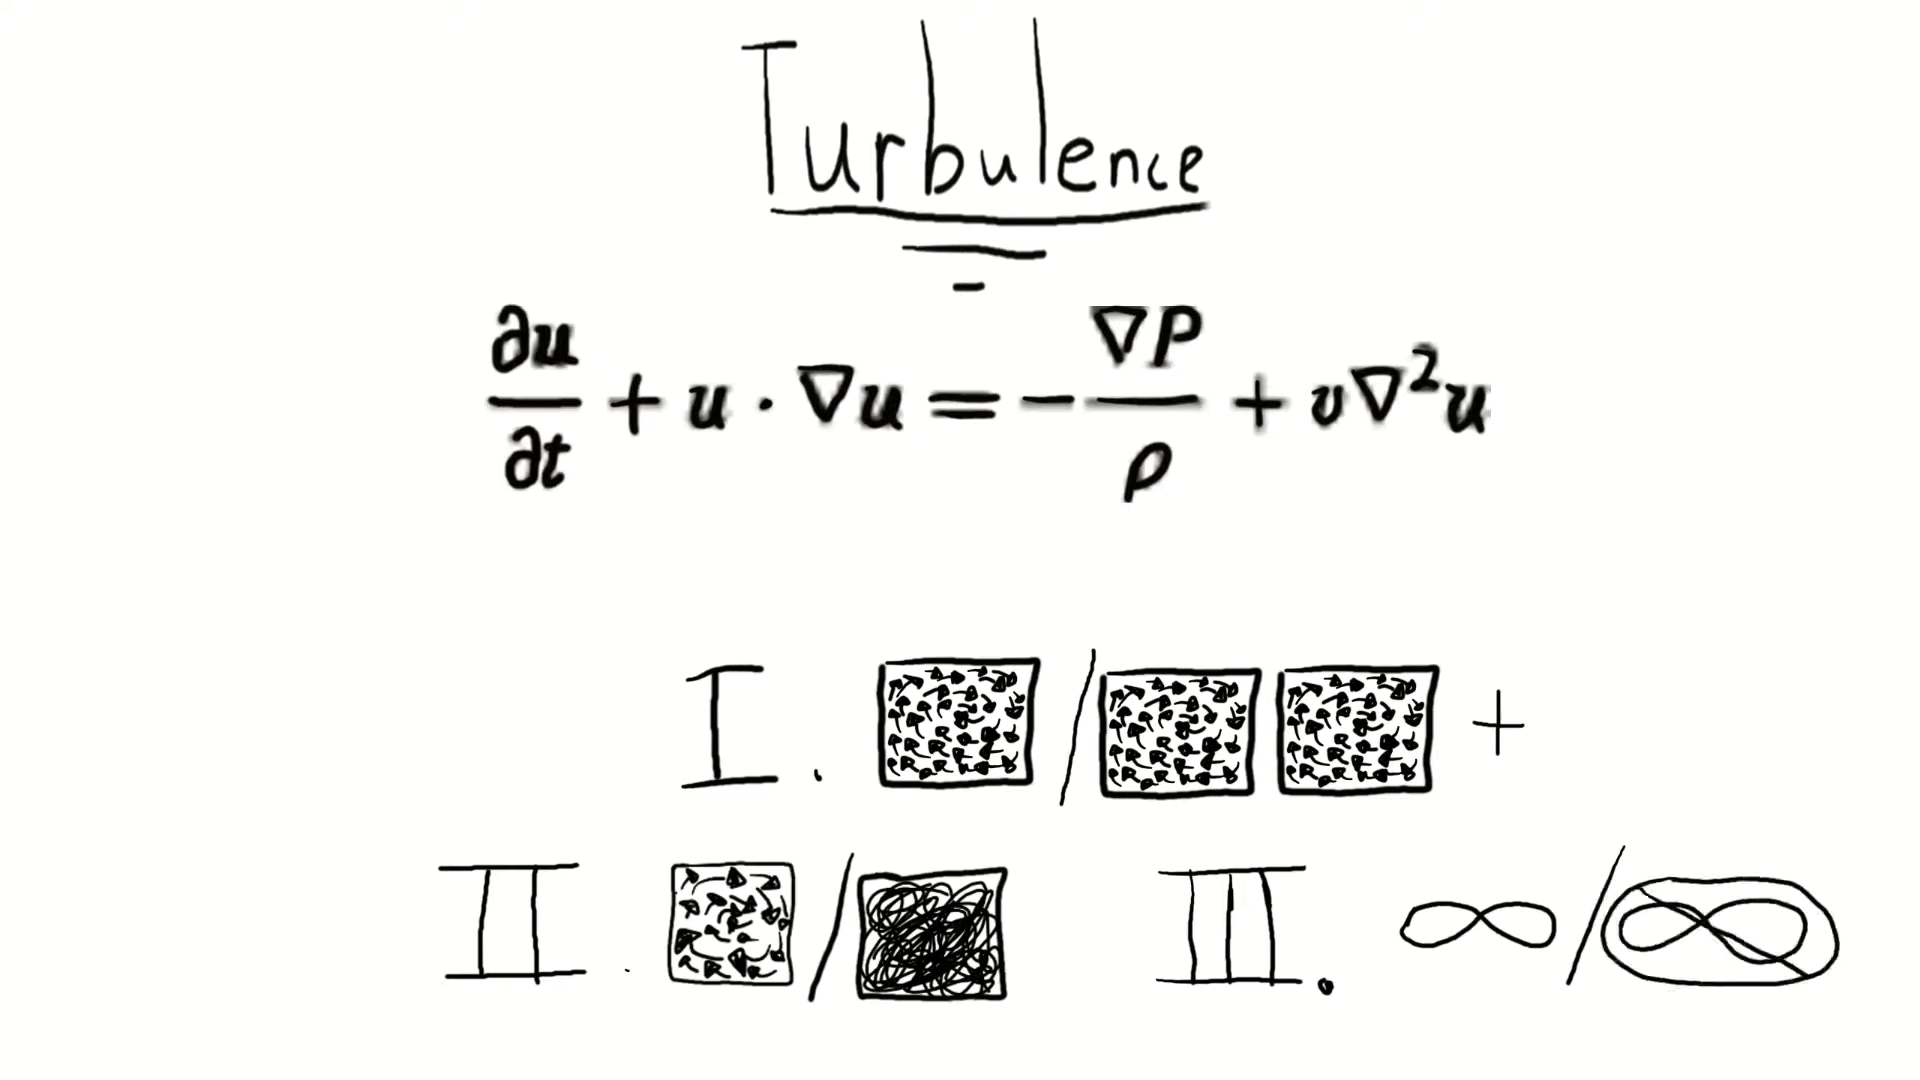 Turbulence
∂u/∂t + u · ∇u = - ∇P/ρ + υ∇²u
I. / +
II. / III. ∞ / ∞